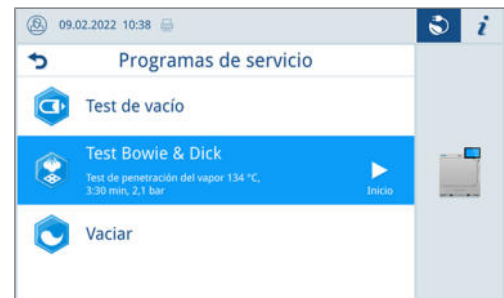 09.02.2022 10:38
i
Programas de servicio
Test de vacío
Test Bowie & Dick
Test de penetración del vapor 134 °C,
3:30 min, 2,1 bar
Inicio
Vaciar